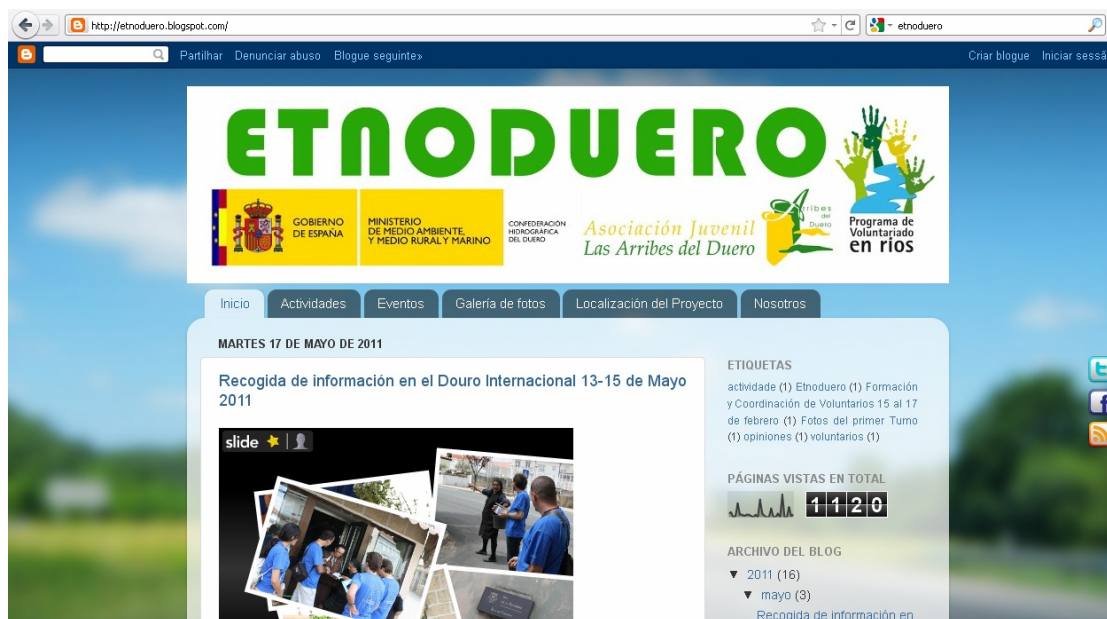 http://etnoduero.blogspot.com/
etnoduero
Partilhar Denunciar abuso Blogue seguinte»
Criar blogue Iniciar sessã
ETNODUERO
GOBIERNO
DE ESPAÑA
MINISTERIO
DE MEDIO AMBIENTE,
Y MEDIO RURAL Y MARINO
CONFEDERACIÓN
HIDROGRÁFICA
DEL DUERO
Asociación Juvenil
Las Arribes del Duero
Arribes
del
Duero
Programa de
Voluntariado
en ríos
Inicio Actividades Eventos Galería de fotos Localización del Proyecto Nosotros
MARTES 17 DE MAYO DE 2011
Recogida de información en el Douro Internacional 13-15 de Mayo
2011
slide
ETIQUETAS
actividade (1) Etnoduero (1) Formación
y Coordinación de Voluntarios 15 al 17
de febrero (1) Fotos del primer Turno
(1) opiniones (1) voluntarios (1)
PÁGINAS VISTAS EN TOTAL
1120
ARCHIVO DEL BLOG
▼ 2011 (16)
▼ mayo (3)
Recogida de información en